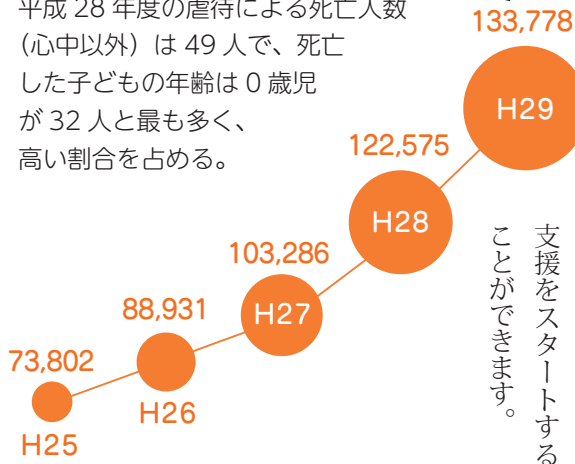 平成 28 年度の虐待による死亡人数
(心中以外)は 49 人で、死亡
した子どもの年齢は 0 歳児
が 32 人と最も多く、
高い割合を占める。
133,778
H29
122,575
H28
103,286
H27
88,931
H26
73,802
H25
支援をスタートする
ことができます。